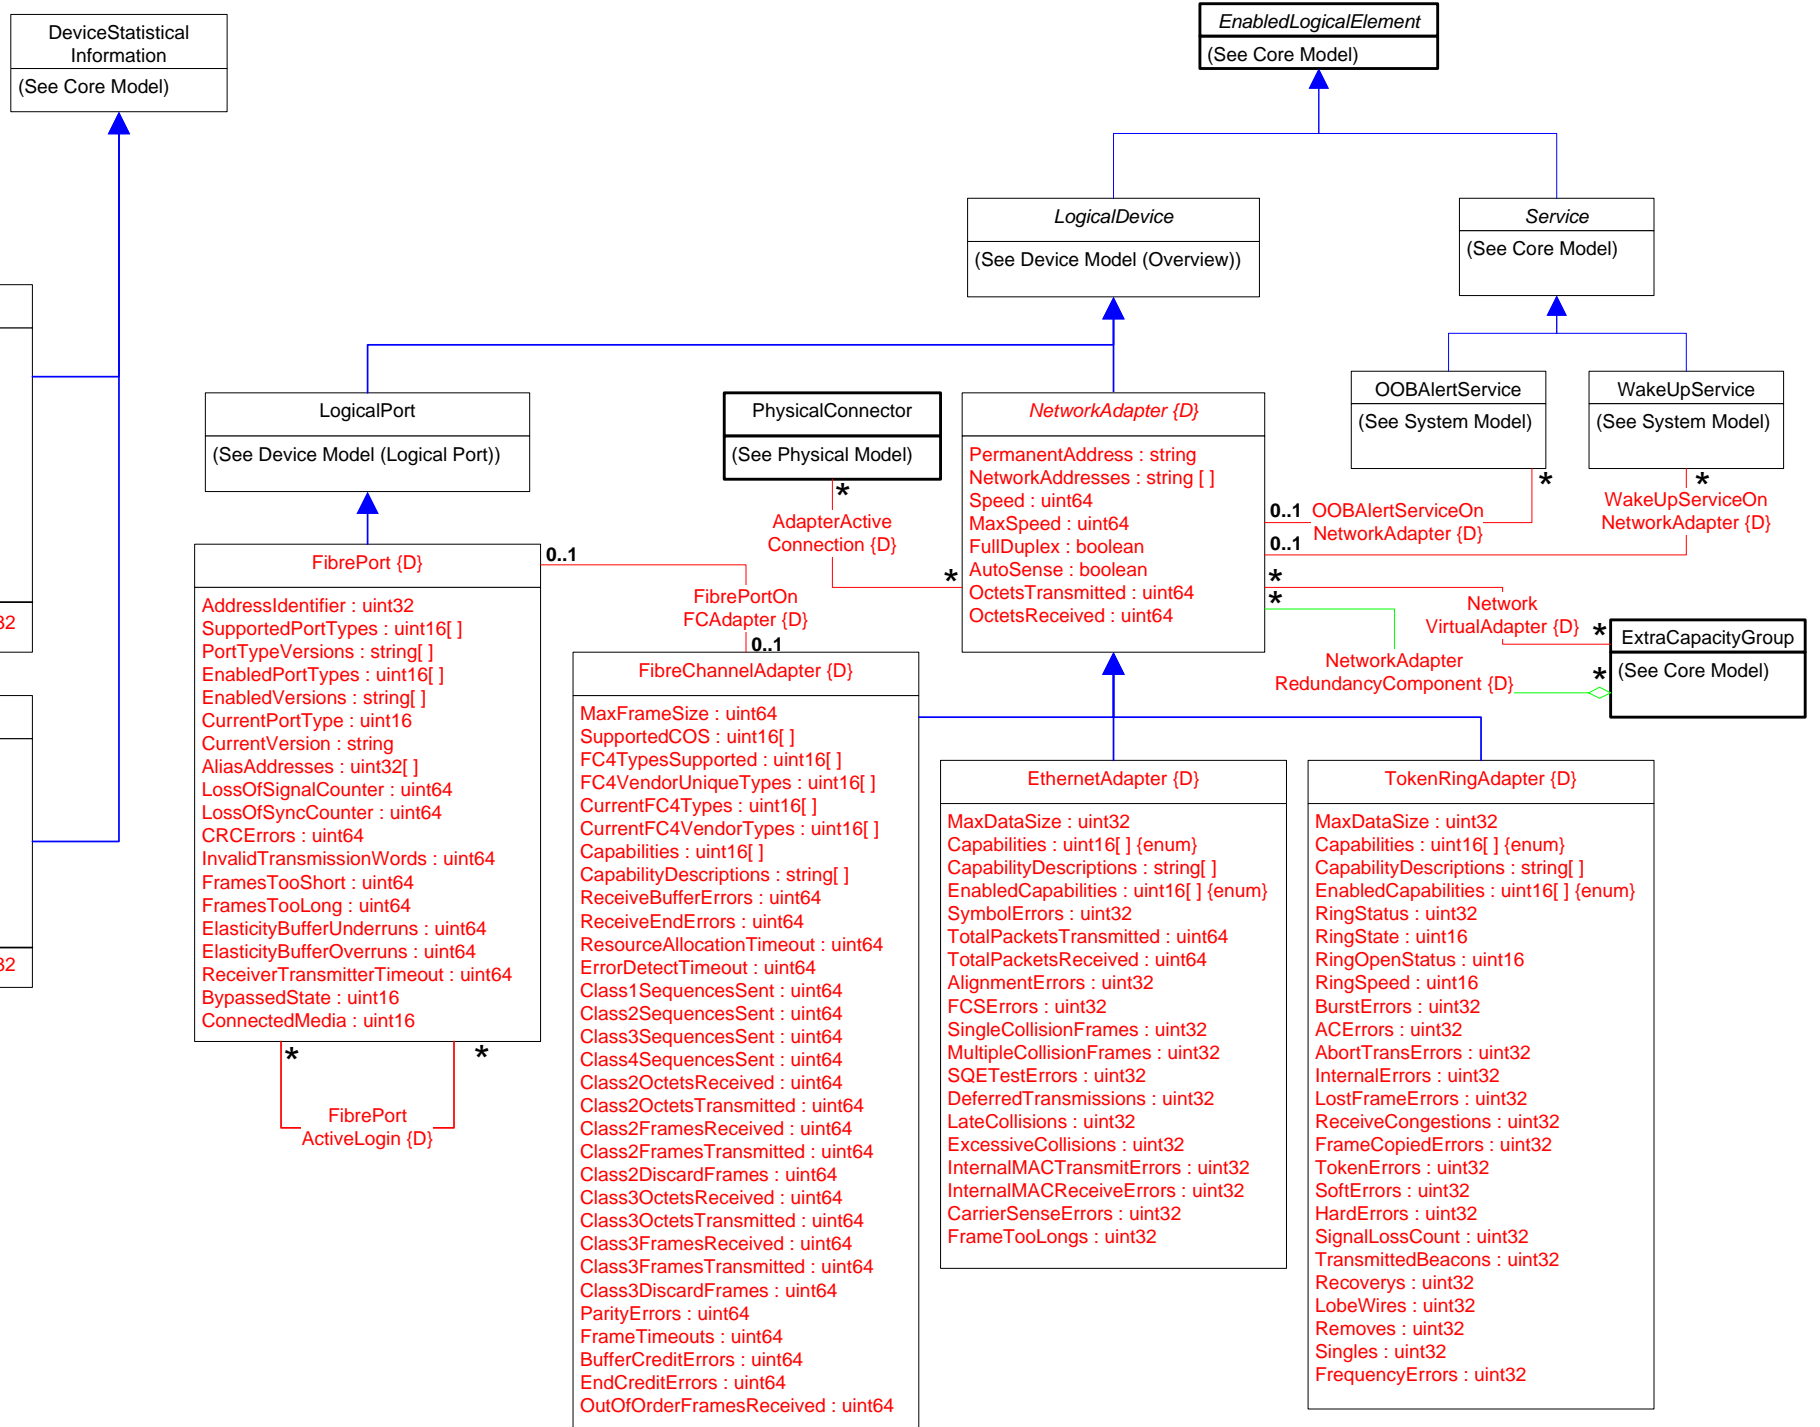 DeviceStatistical
Information
(See Core Model)
EnabledLogicalElement
(See Core Model)
LogicalDevice
(See Device Model (Overview))
Service
(See Core Model)
LogicalPort
(See Device Model (Logical Port))
PhysicalConnector
(See Physical Model)
*
AdapterActive
Connection {D}
*
NetworkAdapter {D}
PermanentAddress : string
NetworkAddresses : string [ ]
Speed : uint64
MaxSpeed : uint64
FullDuplex : boolean
AutoSense : boolean
OctetsTransmitted : uint64
OctetsReceived : uint64
OOBAlertService
(See System Model)
*
WakeUpService
(See System Model)
*
0..1
OOBAlertServiceOn
NetworkAdapter {D}
WakeUpServiceOn
NetworkAdapter {D}
0..1
*
*
Network
VirtualAdapter {D}
*
NetworkAdapter
RedundancyComponent {D}
*
ExtraCapacityGroup
(See Core Model)
32
32
FibrePort {D}
AddressIdentifier : uint32
SupportedPortTypes : uint16[ ]
PortTypeVersions : string[ ]
EnabledPortTypes : uint16[ ]
EnabledVersions : string[ ]
CurrentPortType : uint16
CurrentVersion : string
AliasAddresses : uint32[ ]
LossOfSignalCounter : uint64
LossOfSyncCounter : uint64
CRCErrors : uint64
InvalidTransmissionWords : uint64
FramesTooShort : uint64
FramesTooLong : uint64
ElasticityBufferUnderruns : uint64
ElasticityBufferOverruns : uint64
ReceiverTransmitterTimeout : uint64
BypassedState : uint16
ConnectedMedia : uint16
*
*
FibrePort
ActiveLogin {D}
0..1
FibrePortOn
FCAdapter {D}
0..1
FibreChannelAdapter {D}
MaxFrameSize : uint64
SupportedCOS : uint16[ ]
FC4TypesSupported : uint16[ ]
FC4VendorUniqueTypes : uint16[ ]
CurrentFC4Types : uint16[ ]
CurrentFC4VendorTypes : uint16[ ]
Capabilities : uint16[ ]
CapabilityDescriptions : string[ ]
ReceiveBufferErrors : uint64
ReceiveEndErrors : uint64
ResourceAllocationTimeout : uint64
ErrorDetectTimeout : uint64
Class1SequencesSent : uint64
Class2SequencesSent : uint64
Class3SequencesSent : uint64
Class4SequencesSent : uint64
Class2OctetsReceived : uint64
Class2OctetsTransmitted : uint64
Class2FramesReceived : uint64
Class2FramesTransmitted : uint64
Class2DiscardFrames : uint64
Class3OctetsReceived : uint64
Class3OctetsTransmitted : uint64
Class3FramesReceived : uint64
Class3FramesTransmitted : uint64
Class3DiscardFrames : uint64
ParityErrors : uint64
FrameTimeouts : uint64
BufferCreditErrors : uint64
EndCreditErrors : uint64
OutOfOrderFramesReceived : uint64
EthernetAdapter {D}
MaxDataSize : uint32
Capabilities : uint16[ ] {enum}
CapabilityDescriptions : string[ ]
EnabledCapabilities : uint16[ ] {enum}
SymbolErrors : uint32
TotalPacketsTransmitted : uint64
TotalPacketsReceived : uint64
AlignmentErrors : uint32
FCSErrors : uint32
SingleCollisionFrames : uint32
MultipleCollisionFrames : uint32
SQETestErrors : uint32
DeferredTransmissions : uint32
LateCollisions : uint32
ExcessiveCollisions : uint32
InternalMACTransmitErrors : uint32
InternalMACReceiveErrors : uint32
CarrierSenseErrors : uint32
FrameTooLongs : uint32
TokenRingAdapter {D}
MaxDataSize : uint32
Capabilities : uint16[ ] {enum}
CapabilityDescriptions : string[ ]
EnabledCapabilities : uint16[ ] {enum}
RingStatus : uint32
RingState : uint16
RingOpenStatus : uint16
RingSpeed : uint16
BurstErrors : uint32
ACErrors : uint32
AbortTransErrors : uint32
InternalErrors : uint32
LostFrameErrors : uint32
ReceiveCongestions : uint32
FrameCopiedErrors : uint32
TokenErrors : uint32
SoftErrors : uint32
HardErrors : uint32
SignalLossCount : uint32
TransmittedBeacons : uint32
Recoverys : uint32
LobeWires : uint32
Removes : uint32
Singles : uint32
FrequencyErrors : uint32